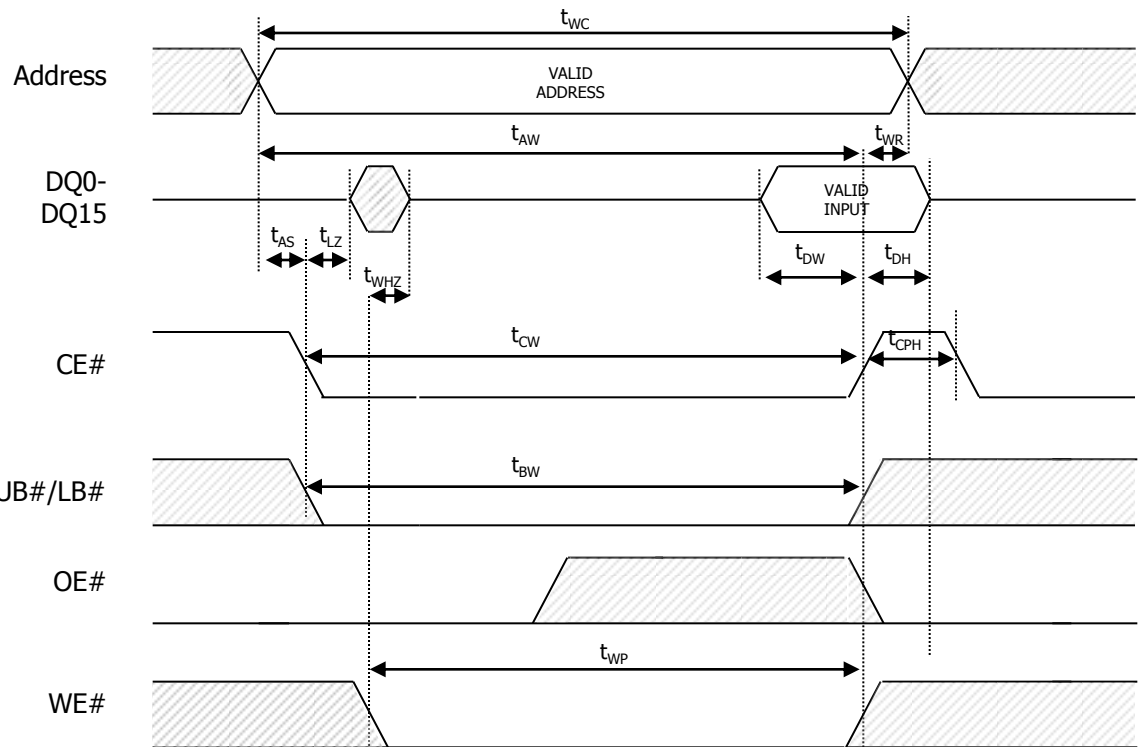 tWC
Address
VALID
ADDRESS
tAW
tWR
DQ0-
DQ15
VALID
INPUT
tAS
tLZ
tWHZ
tDW
tDH
CE#
tCW
tCPH
UB#/LB#
tBW
OE#
tWP
WE#